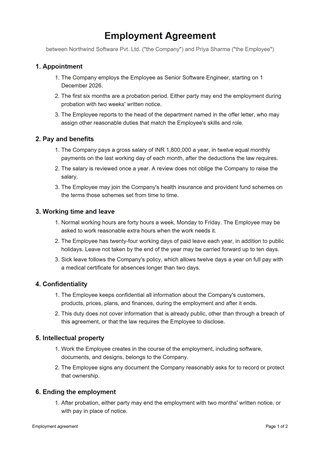 Employment Agreement
between Northwind Software Pvt. Ltd. ("the Company") and Priya Sharma ("the Employee")
1. Appointment
1. The Company employs the Employee as Senior Software Engineer, starting on 1
December 2026.
2. The first six months are a probation period. Either party may end the employment during
probation with two weeks' written notice.
3. The Employee reports to the head of the department named in the offer letter, who may
assign other reasonable duties that match the Employee's skills and role.
2. Pay and benefits
1. The Company pays a gross salary of INR 1,800,000 a year, in twelve equal monthly
payments on the last working day of each month, after the deductions the law requires.
2. The salary is reviewed once a year. A review does not oblige the Company to raise the
salary.
3. The Employee may join the Company's health insurance and provident fund schemes on
the terms those schemes set from time to time.
3. Working time and leave
1. Normal working hours are forty hours a week, Monday to Friday. The Employee may be
asked to work reasonable extra hours when the work needs it.
2. The Employee has twenty-four working days of paid leave each year, in addition to public
holidays. Leave not taken by the end of the year may be carried forward up to ten days.
3. Sick leave follows the Company's policy, which allows twelve days a year on full pay with
a medical certificate for absences longer than two days.
4. Confidentiality
1. The Employee keeps confidential all information about the Company's customers,
products, prices, plans, and finances, during the employment and after it ends.
2. This duty does not cover information that is already public, other than through a breach of
this agreement, or that the law requires the Employee to disclose.
5. Intellectual property
1. Work the Employee creates in the course of the employment, including software,
documents, and designs, belongs to the Company.
2. The Employee signs any document the Company reasonably asks for to record or protect
that ownership.
6. Ending the employment
1. After probation, either party may end the employment with two months' written notice, or
with pay in place of notice.
Employment agreement
Page 1 of 2